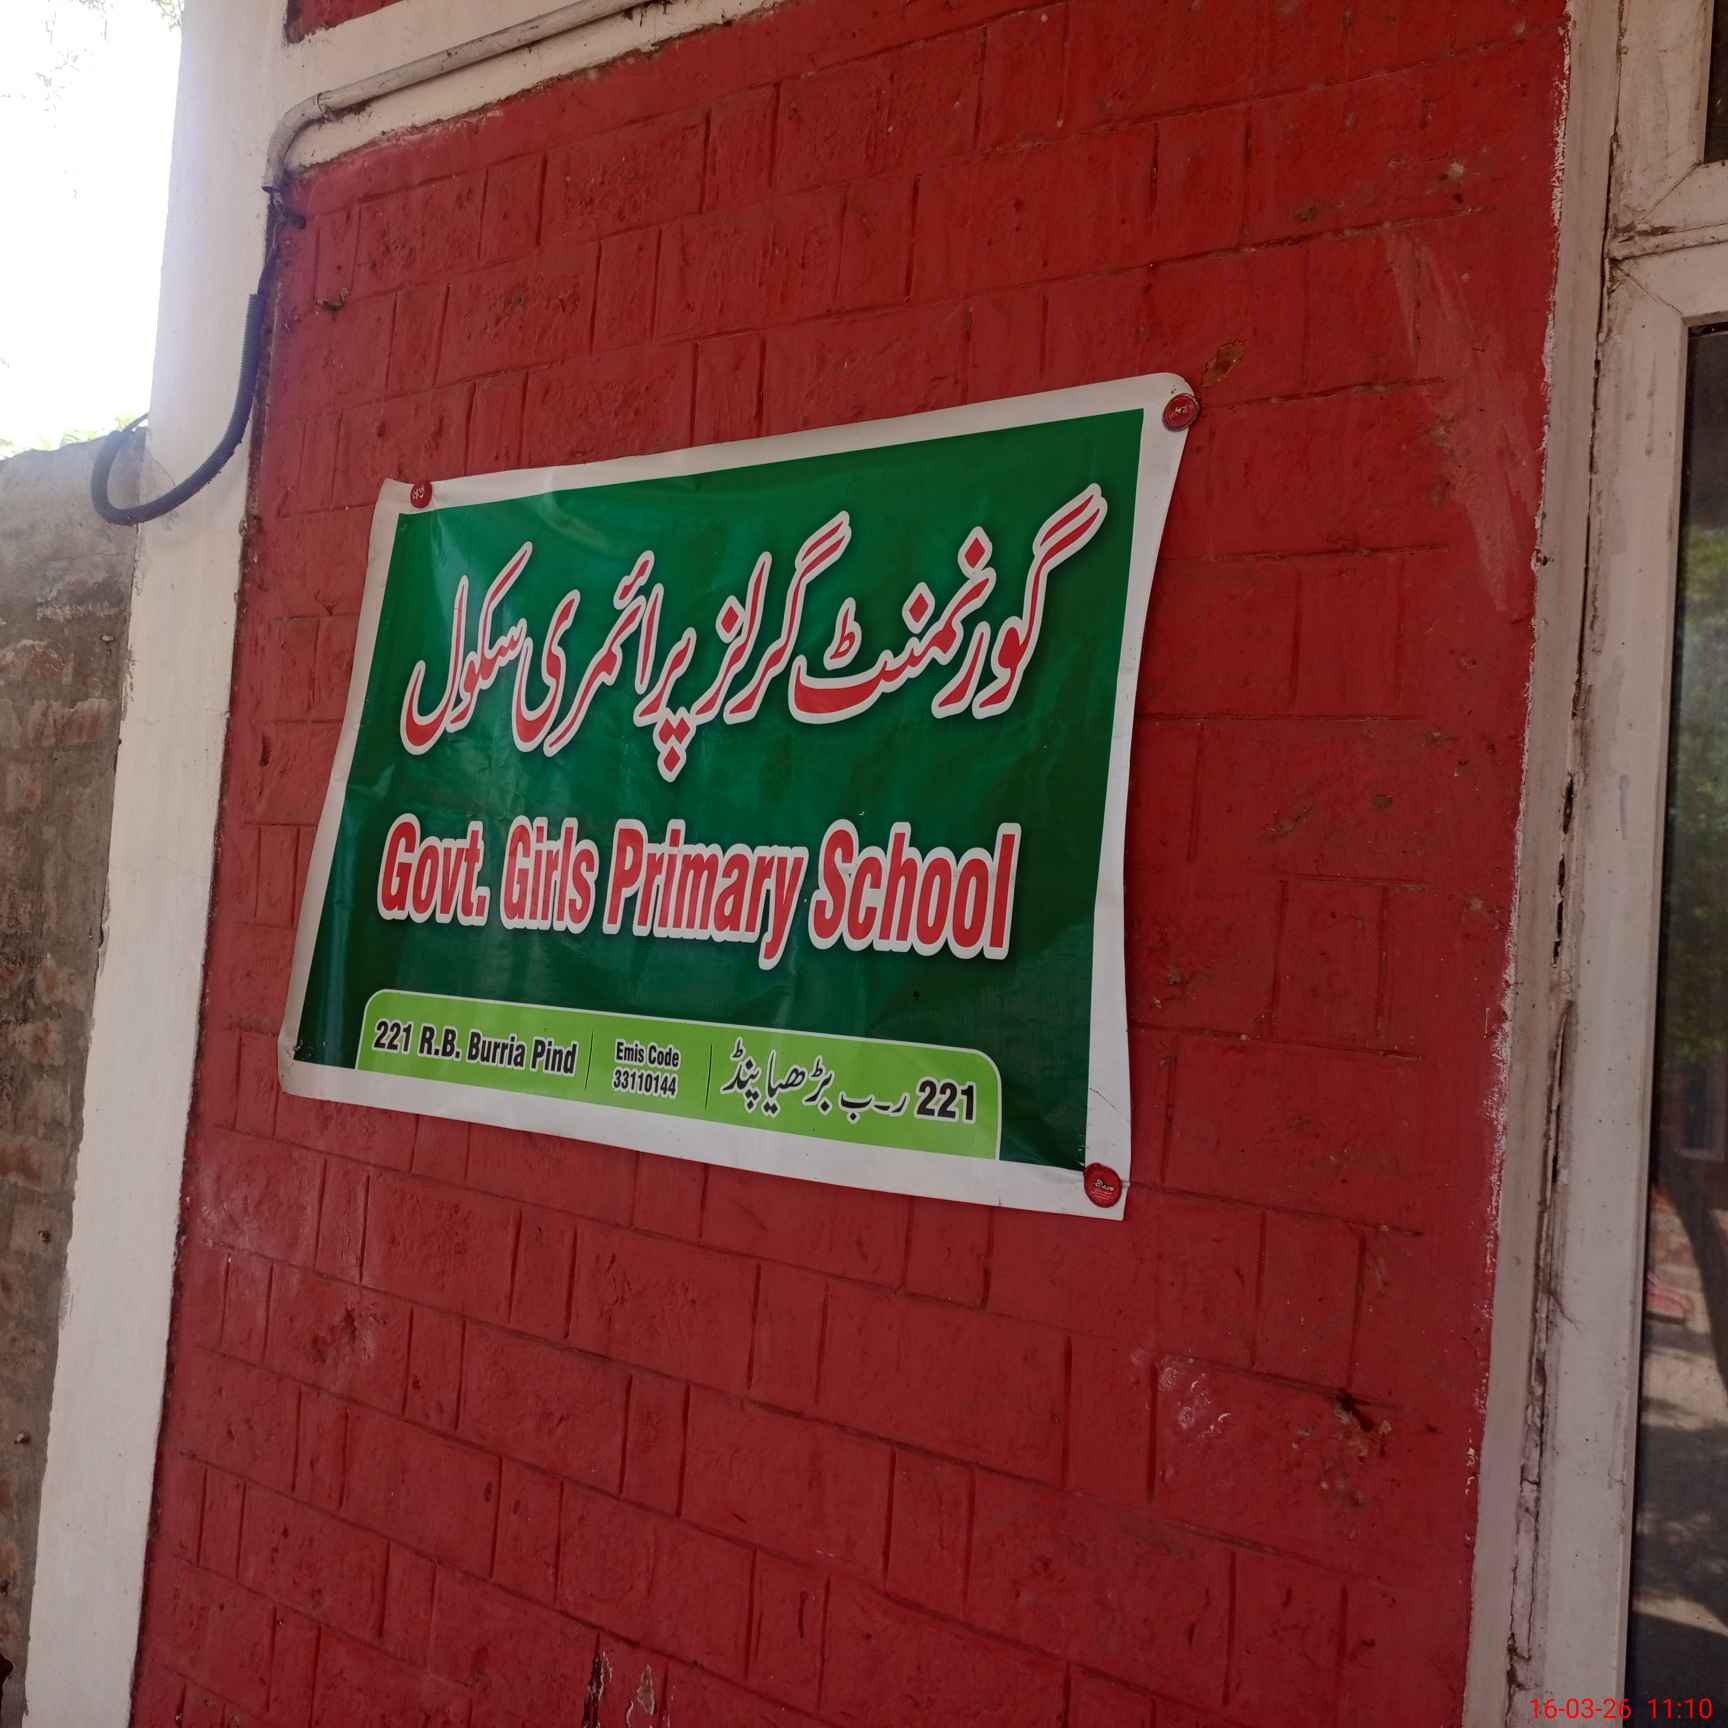 گورنمنٹ گرلز پرائمری سکول
Govt. Girls Primary School
221 R.B. Burria Pind
Emis Code
33110144
221 ر۔ب بڑھیا پنڈ
16-03-26 11:10